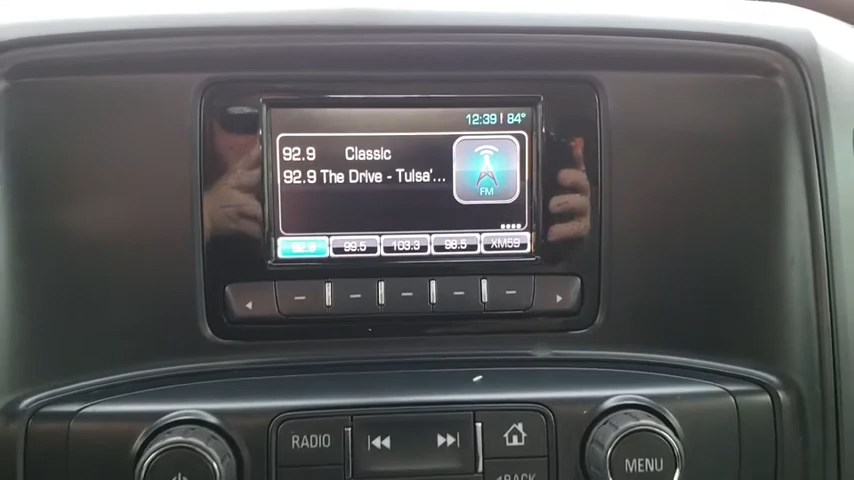 12:39 | 84°
92.9 Classic
92.9 The Drive - Tulsa'...
FM
92.9 99.5 103.3 98.5 XM59
RADIO
MENU
BACK